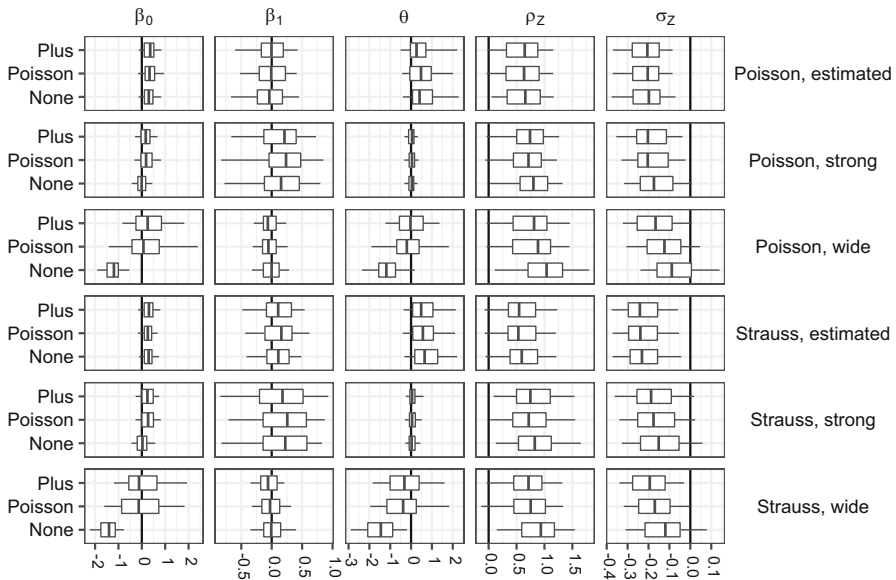 β0 β1 θ ρZ σZ
Plus
Poisson
None
Poisson, estimated
Plus
Poisson
None
Poisson, strong
Plus
Poisson
None
Poisson, wide
Plus
Poisson
None
Strauss, estimated
Plus
Poisson
None
Strauss, strong
Plus
Poisson
None
Strauss, wide
-2 -1 0 1 2 -0.5 0.0 0.5 1.0 -3 -2 -1 0 1 2 0.0 0.5 1.0 1.5 -0.4 -0.3 -0.2 -0.1 0.0 0.1